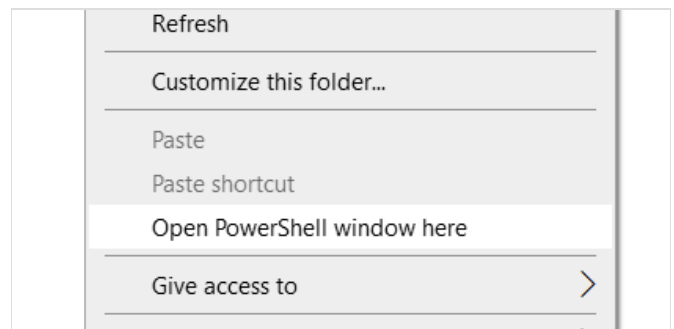 Refresh
Customize this folder...
Paste
Paste shortcut
Open PowerShell window here
Give access to